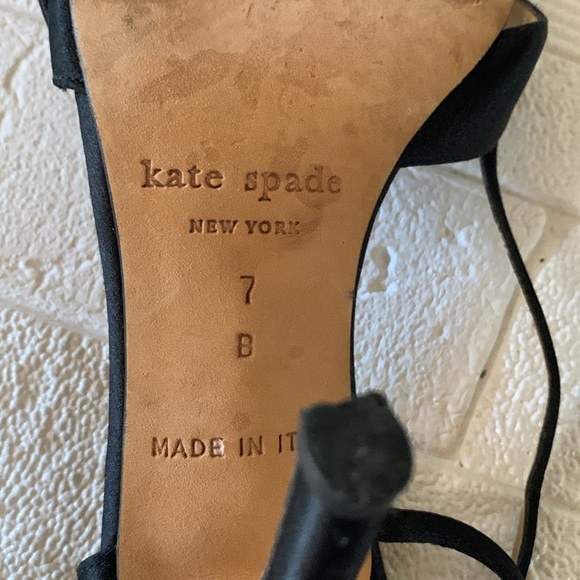 kate spade
NEW YORK
7
B
MADE IN IT